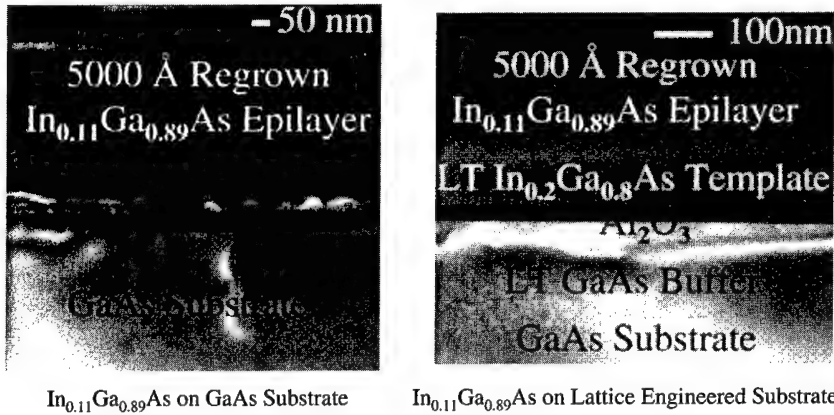 50 nm
5000 Å Regrown
In₀.₁₁Ga₀.₈₉As Epilayer
GaAs Substrate
In₀.₁₁Ga₀.₈₉As on GaAs Substrate
100nm
5000 Å Regrown
In₀.₁₁Ga₀.₈₉As Epilayer
LT In₀.₂Ga₀.₈As Template
Al₂O₃
LT GaAs Buffer
GaAs Substrate
In₀.₁₁Ga₀.₈₉As on Lattice Engineered Substrate